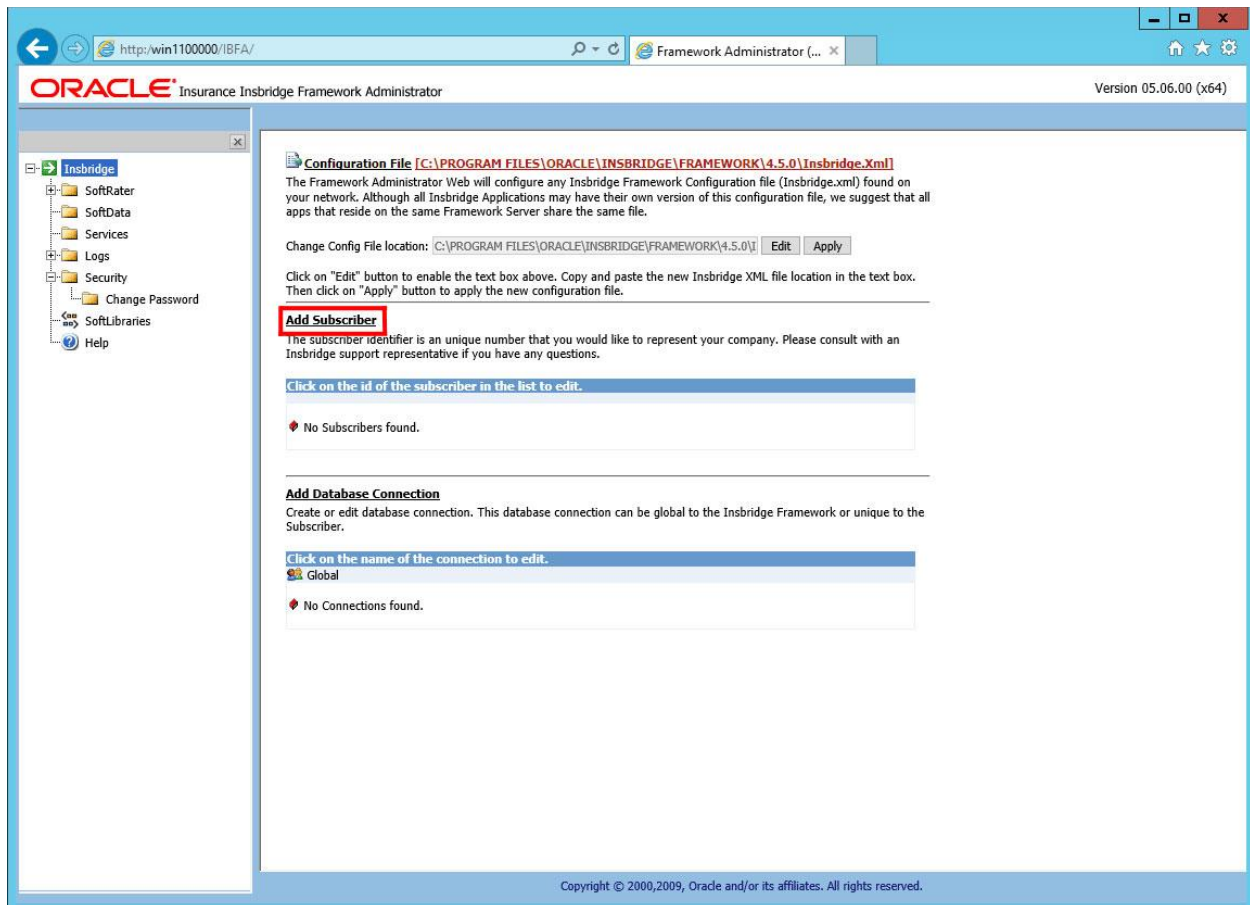 http:/win1100000/IBFA/
Framework Administrator (...
ORACLE Insurance Insbridge Framework Administrator
Version 05.06.00 (x64)
Insbridge
SoftRater
SoftData
Services
Logs
Security
Change Password
SoftLibraries
Help
Configuration File [C:\PROGRAM FILES\ORACLE\INSBRIDGE\FRAMEWORK\4.5.0\Insbridge.Xml]
The Framework Administrator Web will configure any Insbridge Framework Configuration file (Insbridge.xml) found on
your network. Although all Insbridge Applications may have their own version of this configuration file, we suggest that all
apps that reside on the same Framework Server share the same file.
Change Config File location: C:\PROGRAM FILES\ORACLE\INSBRIDGE\FRAMEWORK\4.5.0\I Edit Apply
Click on "Edit" button to enable the text box above. Copy and paste the new Insbridge XML file location in the text box.
Then click on "Apply" button to apply the new configuration file.
Add Subscriber
The subscriber identifier is an unique number that you would like to represent your company. Please consult with an
Insbridge support representative if you have any questions.
Click on the id of the subscriber in the list to edit.
No Subscribers found.
Add Database Connection
Create or edit database connection. This database connection can be global to the Insbridge Framework or unique to the
Subscriber.
Click on the name of the connection to edit.
Global
No Connections found.
Copyright © 2000,2009, Oracle and/or its affiliates. All rights reserved.